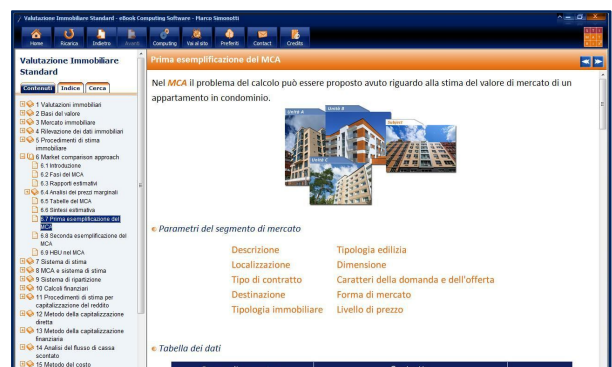 Valutazione Immobiliare Standard - eBook Computing Software - Marco Simonotti
Home Ricarica Indietro Avanti Computing Vai al sito Preferiti Contact Credits
Valutazione Immobiliare
Standard
Contenuti Indice Cerca
1 Valutazioni immobiliari
2 Basi del valore
3 Mercato immobiliare
4 Rilevazione dei dati immobiliari
5 Procedimenti di stima
immobiliare
6 Market comparison approach
6.1 Introduzione
6.2 Fasi del MCA
6.3 Rapporti estimativi
6.4 Analisi dei prezzi marginali
6.5 Tabelle del MCA
6.6 Sintesi estimativa
6.7 Prima esemplificazione del
MCA
6.8 Seconda esemplificazione del
MCA
6.9 HBU nel MCA
7 Sistema di stima
8 MCA e sistema di stima
9 Sistema di ripartizione
10 Calcoli finanziari
11 Procedimenti di stima per
capitalizzazione del reddito
12 Metodo della capitalizzazione
diretta
13 Metodo della capitalizzazione
finanziaria
14 Analisi del flusso di cassa
scontato
15 Metodo del costo
Prima esemplificazione del MCA
Nel MCA il problema del calcolo può essere proposto avuto riguardo alla stima del valore di mercato di un
appartamento in condominio.
Unità A
Unità B
Subject
Unità C
Parametri del segmento di mercato
Descrizione Tipologia edilizia
Localizzazione Dimensione
Tipo di contratto Caratteri della domanda e dell'offerta
Destinazione Forma di mercato
Tipologia immobiliare Livello di prezzo
Tabella dei dati